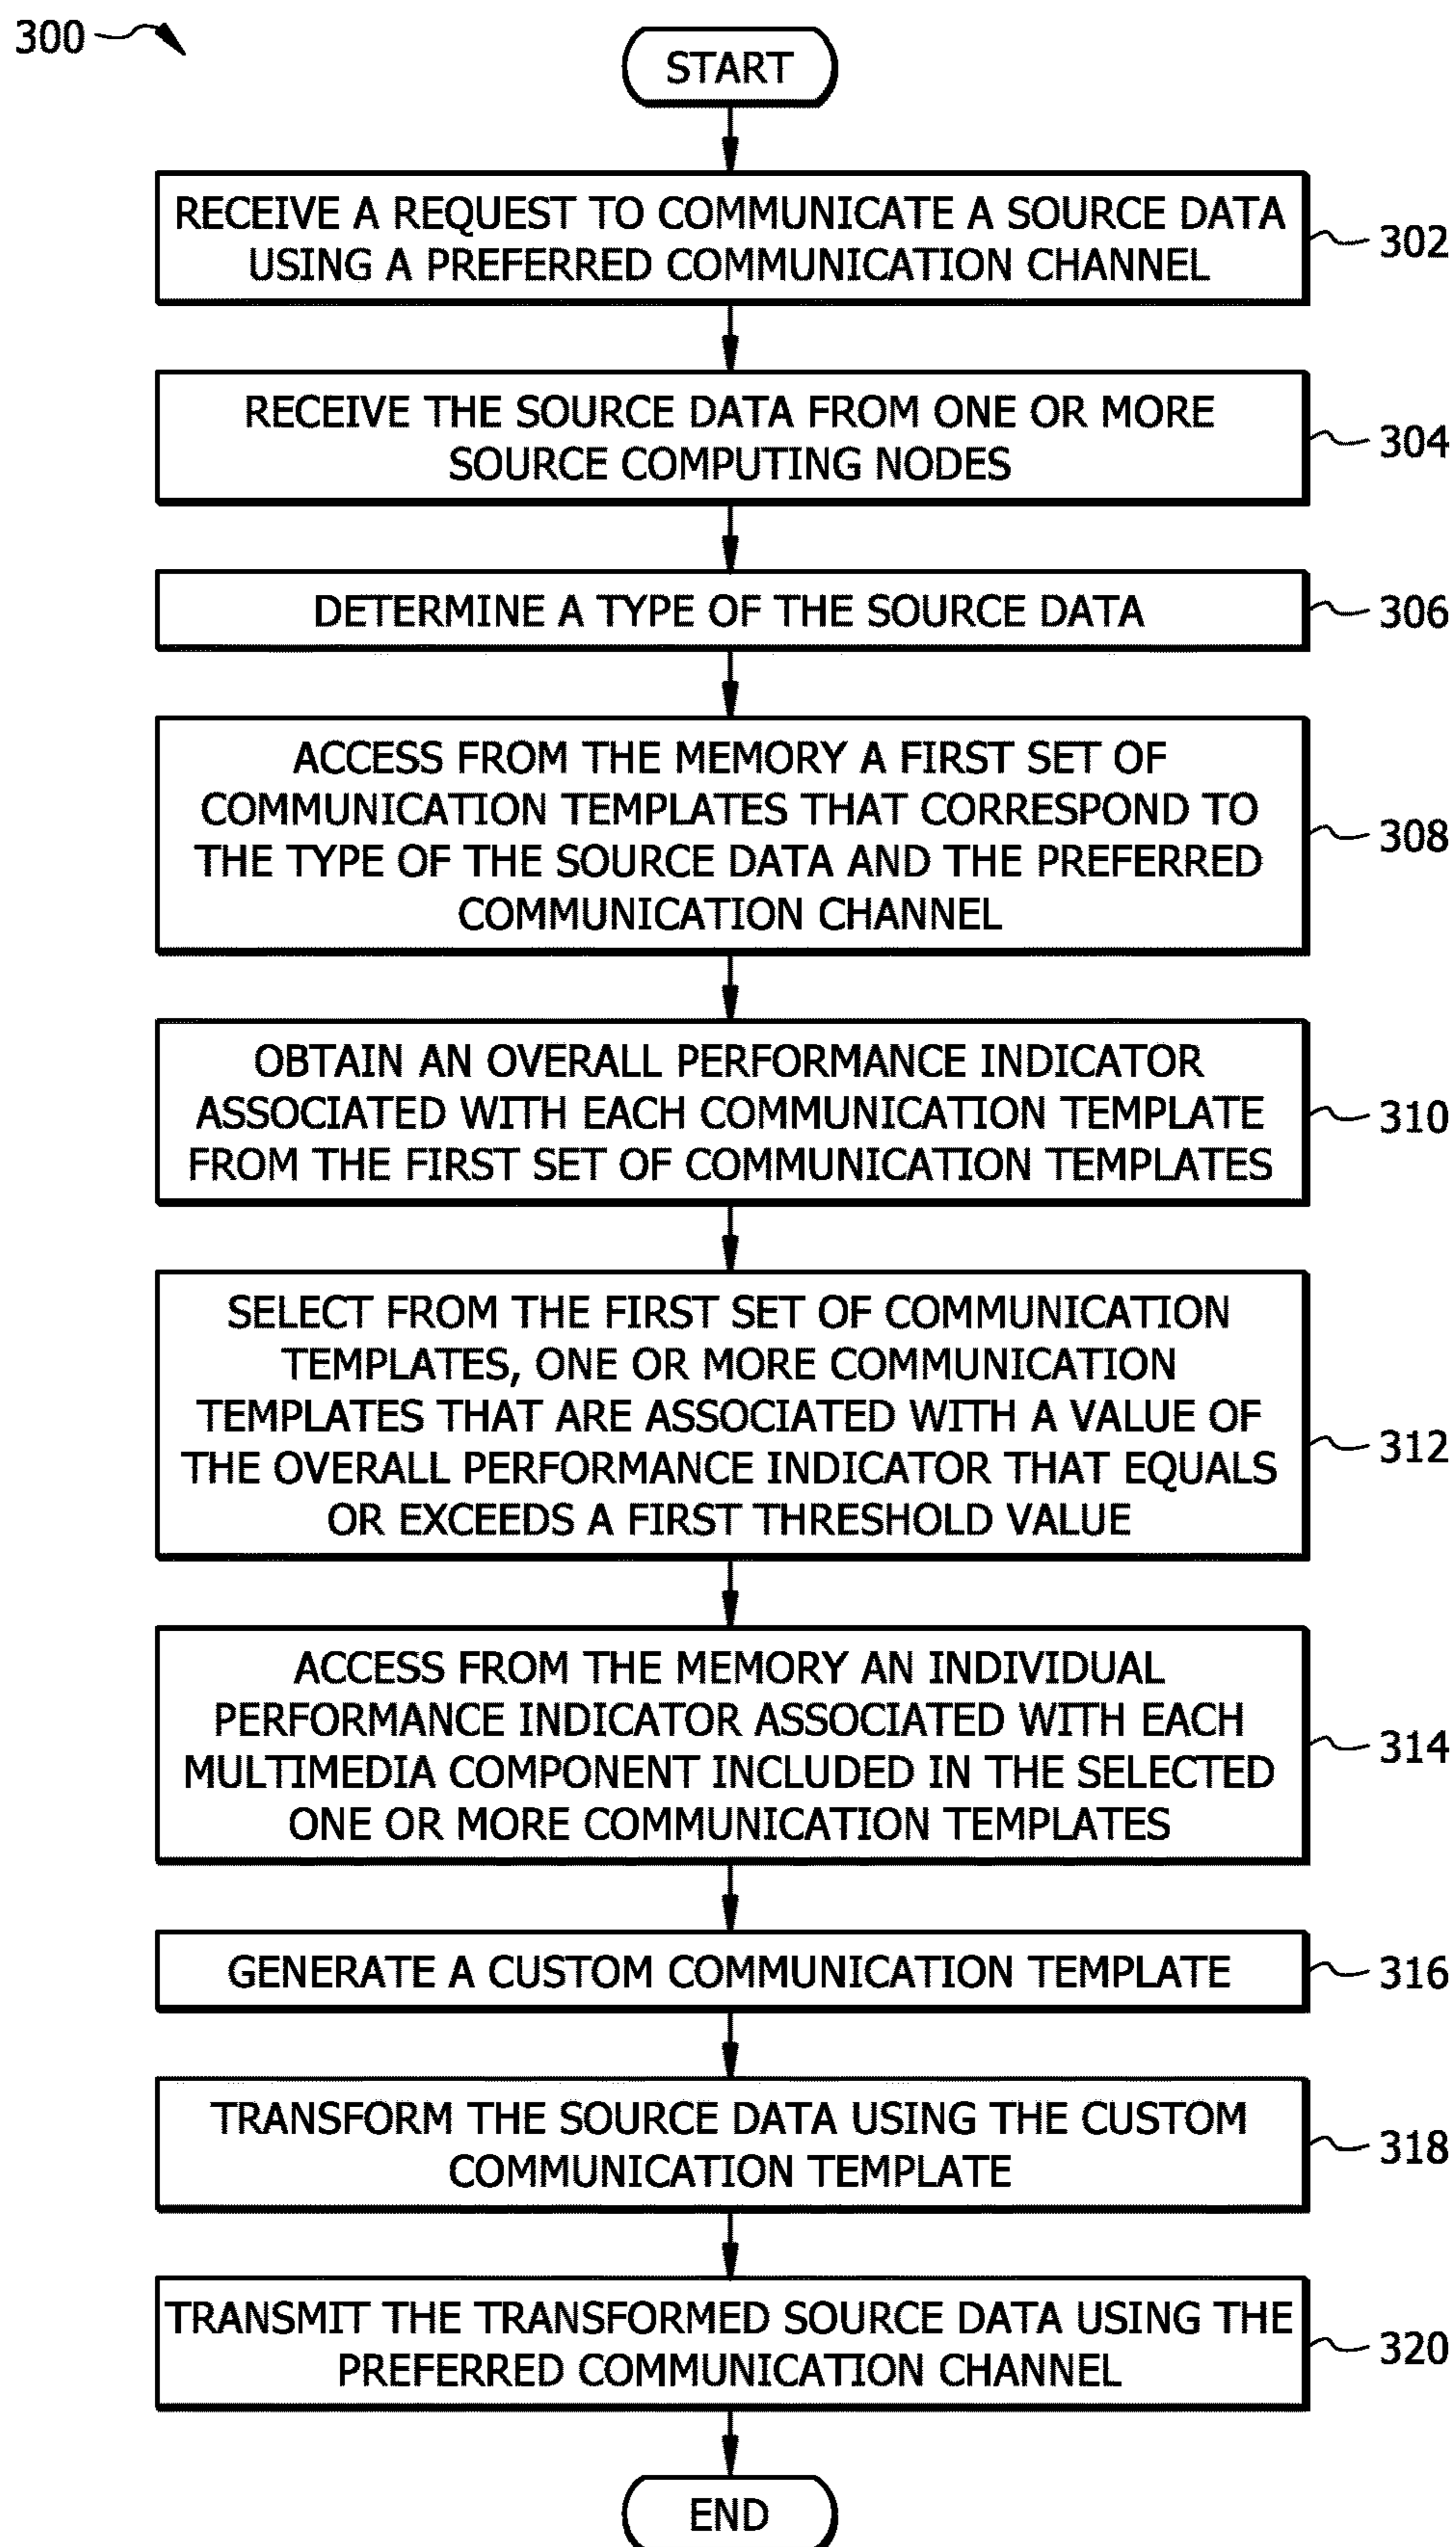 300
START
RECEIVE A REQUEST TO COMMUNICATE A SOURCE DATA
USING A PREFERRED COMMUNICATION CHANNEL
302
RECEIVE THE SOURCE DATA FROM ONE OR MORE
SOURCE COMPUTING NODES
304
DETERMINE A TYPE OF THE SOURCE DATA
306
ACCESS FROM THE MEMORY A FIRST SET OF
COMMUNICATION TEMPLATES THAT CORRESPOND TO
THE TYPE OF THE SOURCE DATA AND THE PREFERRED
COMMUNICATION CHANNEL
308
OBTAIN AN OVERALL PERFORMANCE INDICATOR
ASSOCIATED WITH EACH COMMUNICATION TEMPLATE
FROM THE FIRST SET OF COMMUNICATION TEMPLATES
310
SELECT FROM THE FIRST SET OF COMMUNICATION
TEMPLATES, ONE OR MORE COMMUNICATION
TEMPLATES THAT ARE ASSOCIATED WITH A VALUE OF
THE OVERALL PERFORMANCE INDICATOR THAT EQUALS
OR EXCEEDS A FIRST THRESHOLD VALUE
312
ACCESS FROM THE MEMORY AN INDIVIDUAL
PERFORMANCE INDICATOR ASSOCIATED WITH EACH
MULTIMEDIA COMPONENT INCLUDED IN THE SELECTED
ONE OR MORE COMMUNICATION TEMPLATES
314
GENERATE A CUSTOM COMMUNICATION TEMPLATE
316
TRANSFORM THE SOURCE DATA USING THE CUSTOM
COMMUNICATION TEMPLATE
318
TRANSMIT THE TRANSFORMED SOURCE DATA USING THE
PREFERRED COMMUNICATION CHANNEL
320
END